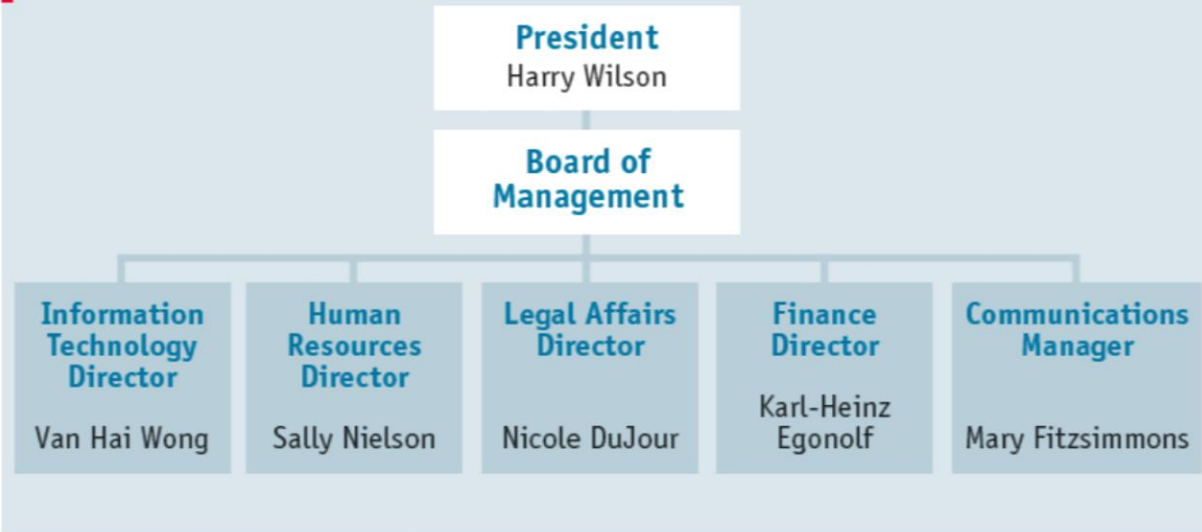 President
Harry Wilson
Board of
Management
Information
Technology
Director
Van Hai Wong
Human
Resources
Director
Sally Nielson
Legal Affairs
Director
Nicole DuJour
Finance
Director
Karl-Heinz
Egonolf
Communications
Manager
Mary Fitzsimmons